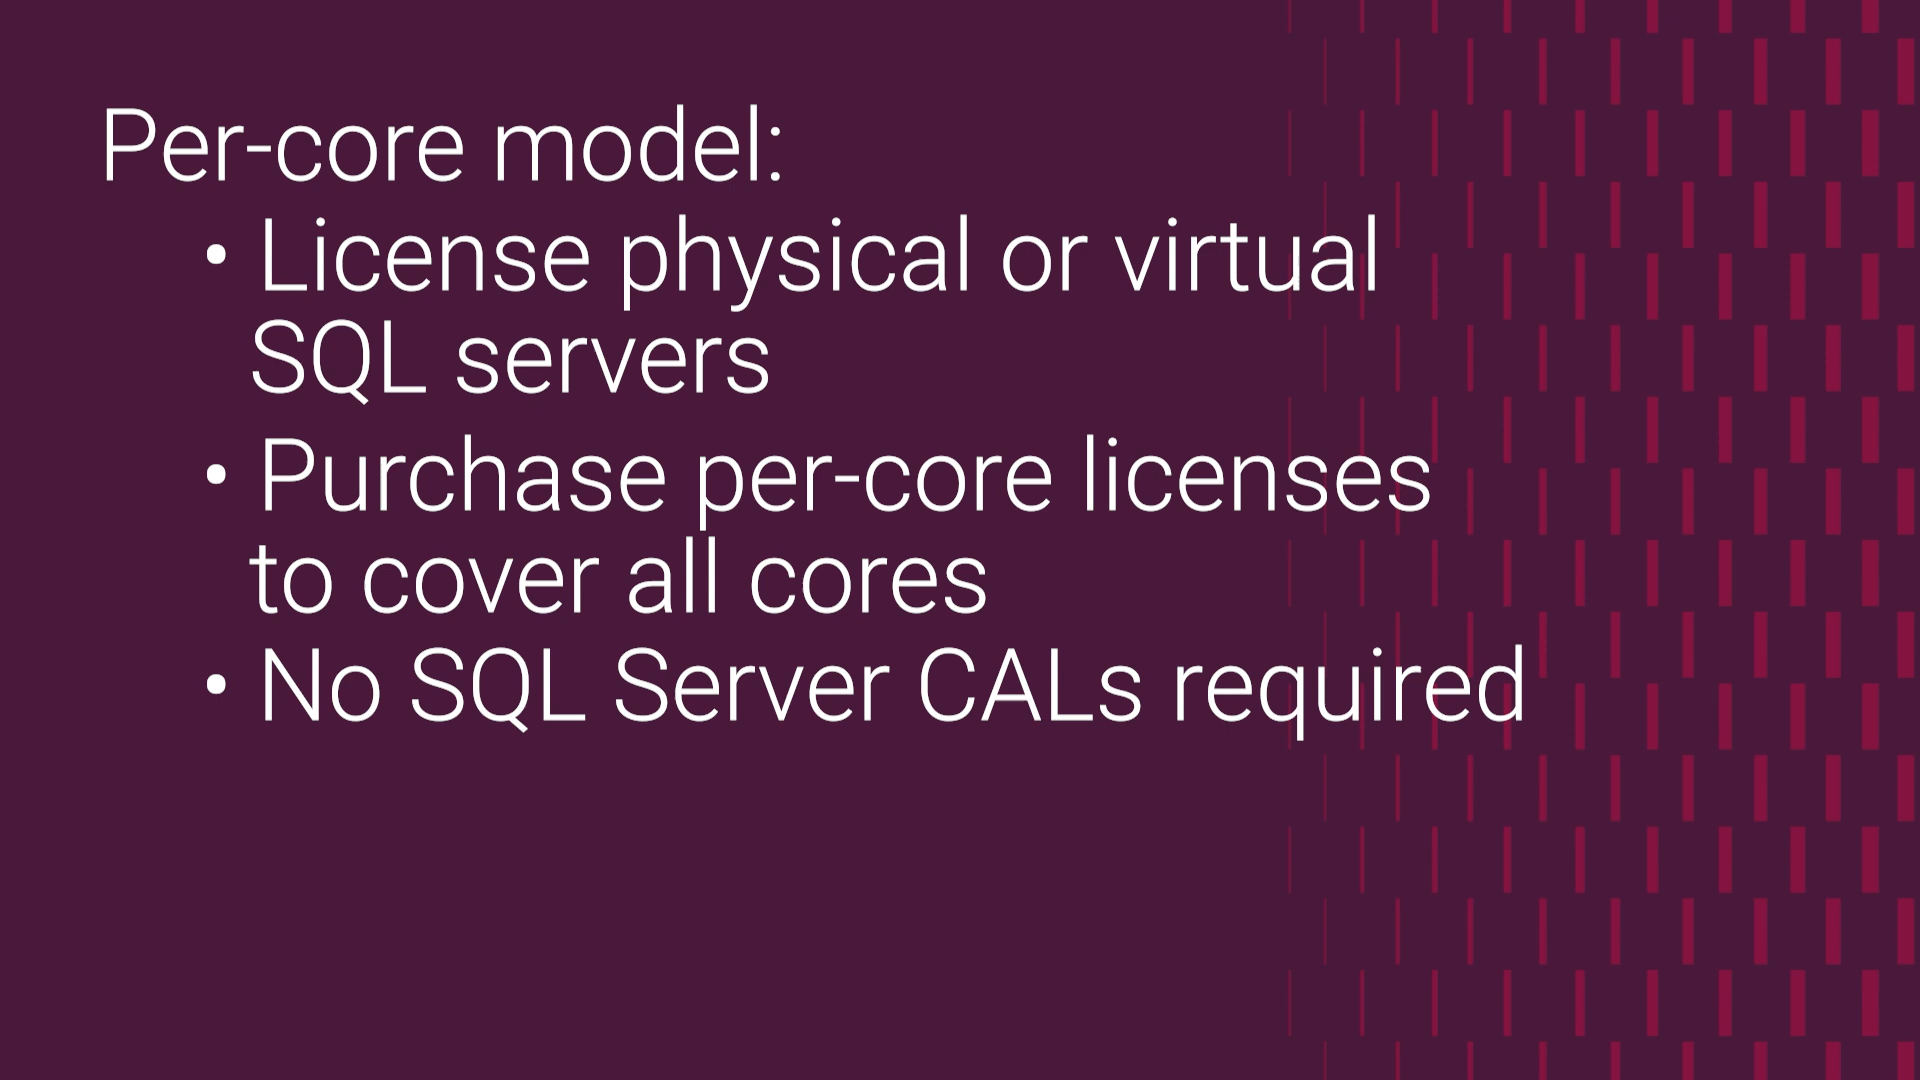 Per-core model:
• License physical or virtual
SQL servers
• Purchase per-core licenses
to cover all cores
• No SQL Server CALs required